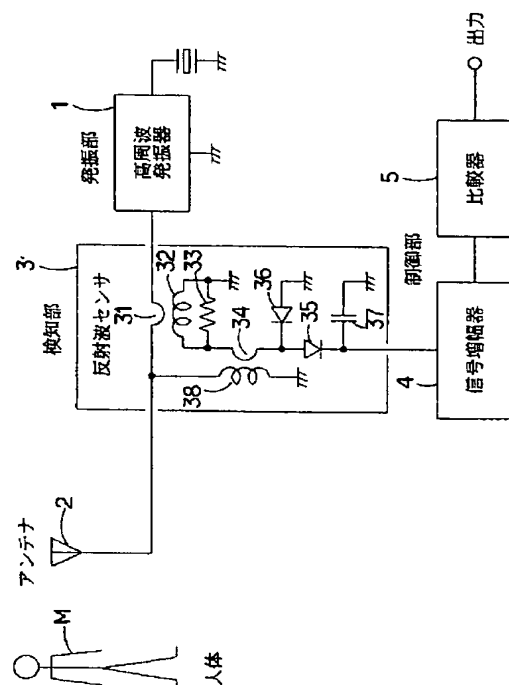 人体
M
アンテナ
2
検知部
3
反射波センサ
31
32
33
34
35
36
37
38
発振部
1
高周波
発振器
制御部
4
信号増幅器
5
比較器
出力